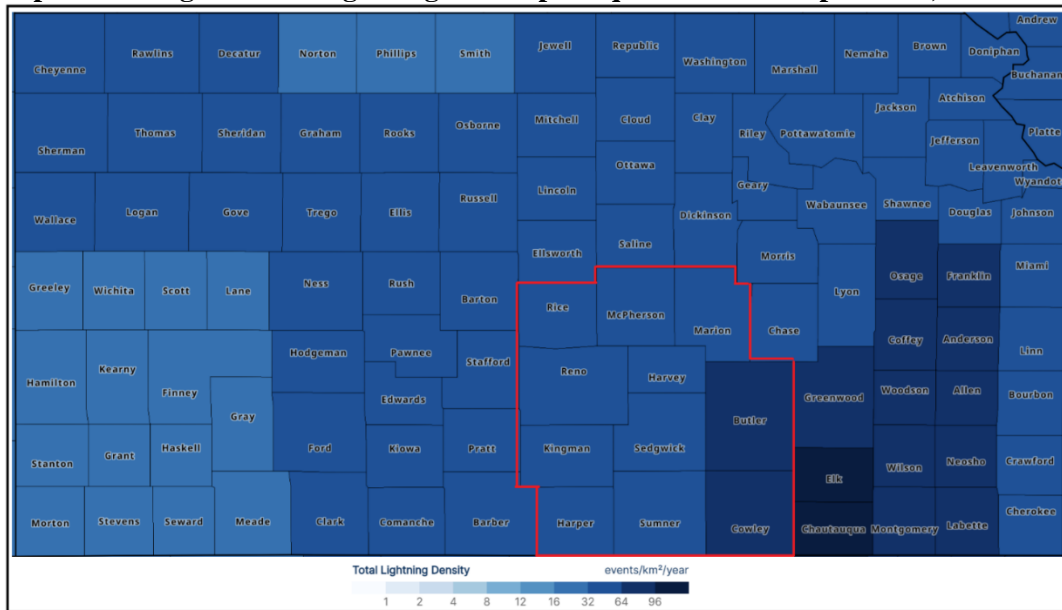 Andrew
Cheyenne
Rawlins
Decatur
Norton
Phillips
Smith
Jewell
Republic
Washington
Marshall
Nemaha
Brown
Doniphan
Buchanan
Sherman
Thomas
Sheridan
Graham
Rooks
Osborne
Mitchell
Cloud
Clay
Riley
Pottawatomie
Jackson
Atchison
Jefferson
Platte
Leavenworth
Wyandot
Ottawa
Lincoln
Geary
Wallace
Logan
Gove
Trego
Ellis
Russell
Dickinson
Wabaunsee
Shawnee
Douglas
Johnson
Ellsworth
Saline
Morris
Greeley
Wichita
Scott
Lane
Ness
Rush
Barton
Rice
McPherson
Marion
Chase
Lyon
Osage
Franklin
Miami
Hamilton
Kearny
Finney
Hodgeman
Pawnee
Stafford
Reno
Harvey
Coffey
Anderson
Linn
Gray
Edwards
Butler
Greenwood
Woodson
Allen
Bourbon
Stanton
Grant
Haskell
Ford
Kiowa
Pratt
Kingman
Sedgwick
Elk
Wilson
Neosho
Crawford
Morton
Stevens
Seward
Meade
Clark
Comanche
Barber
Harper
Sumner
Cowley
Chautauqua
Montgomery
Labette
Cherokee
Total Lightning Density events/km²/year
1 2 4 8 12 16 32 64 96